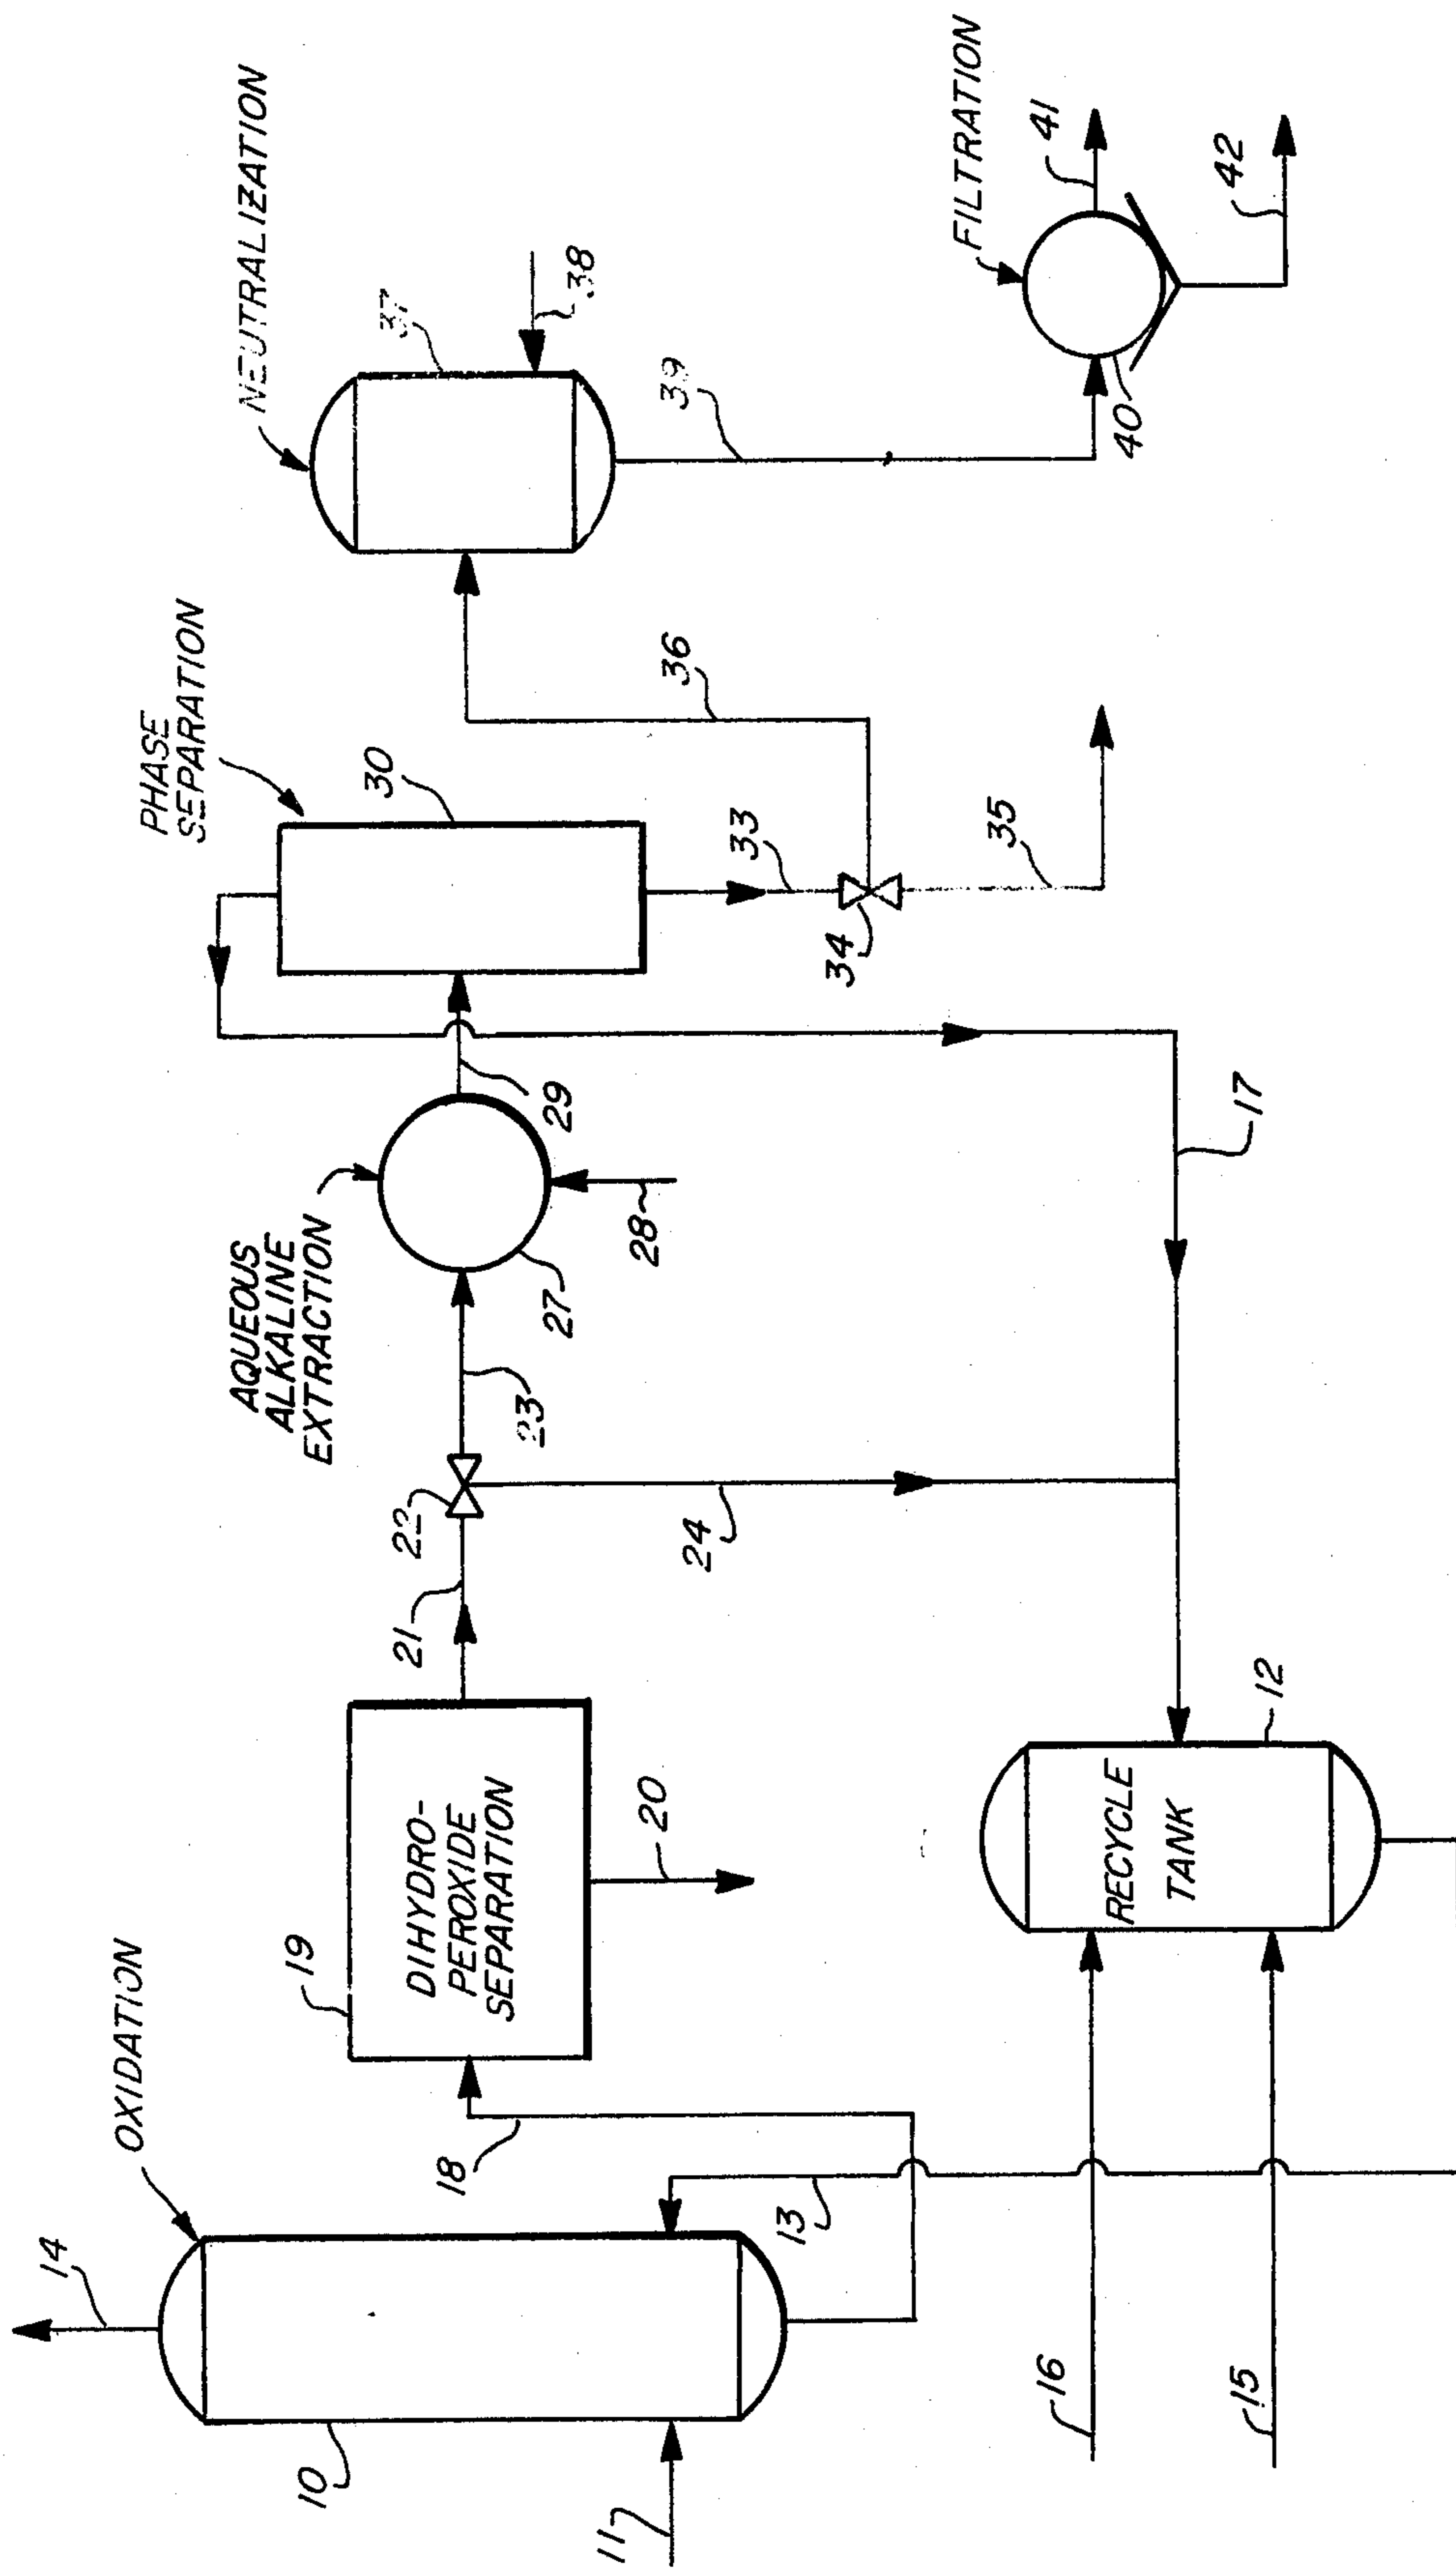 OXIDATION
14
10
11
19
DIHYDRO-
PEROXIDE
SEPARATION
18
20
21
22
23
24
AQUEOUS
ALKALINE
EXTRACTION
27
28
29
PHASE
SEPARATION
30
33
34
35
36
NEUTRALIZATION
37
38
39
FILTRATION
40
41
42
17
RECYCLE
TANK
12
13
16
15